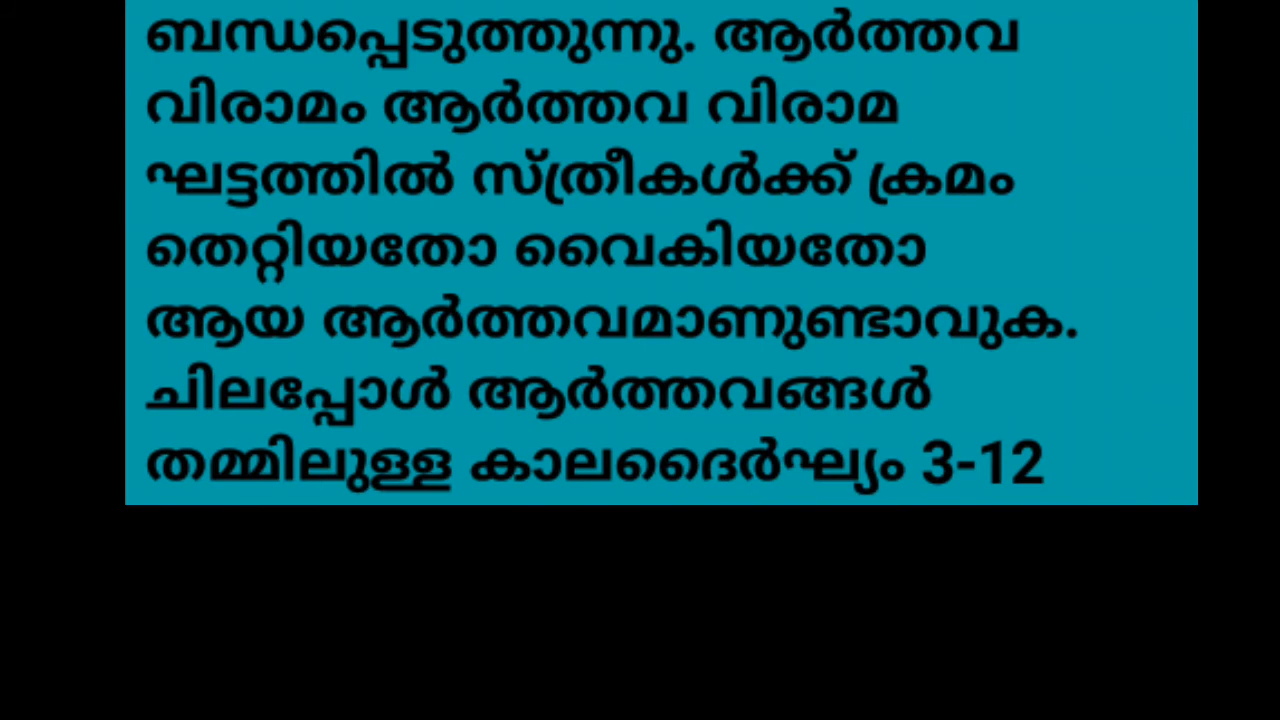 ബന്ധപ്പെടുത്തുന്നു. ആർത്തവ
വിരാമം ആർത്തവ വിരാമ
ഘട്ടത്തിൽ സ്ത്രീകൾക്ക് ക്രമം
തെറ്റിയതോ വൈകിയതോ
ആയ ആർത്തവമാണുണ്ടാവുക.
ചിലപ്പോൾ ആർത്തവങ്ങൾ
തമ്മിലുള്ള കാലദൈർഘ്യം 3-12